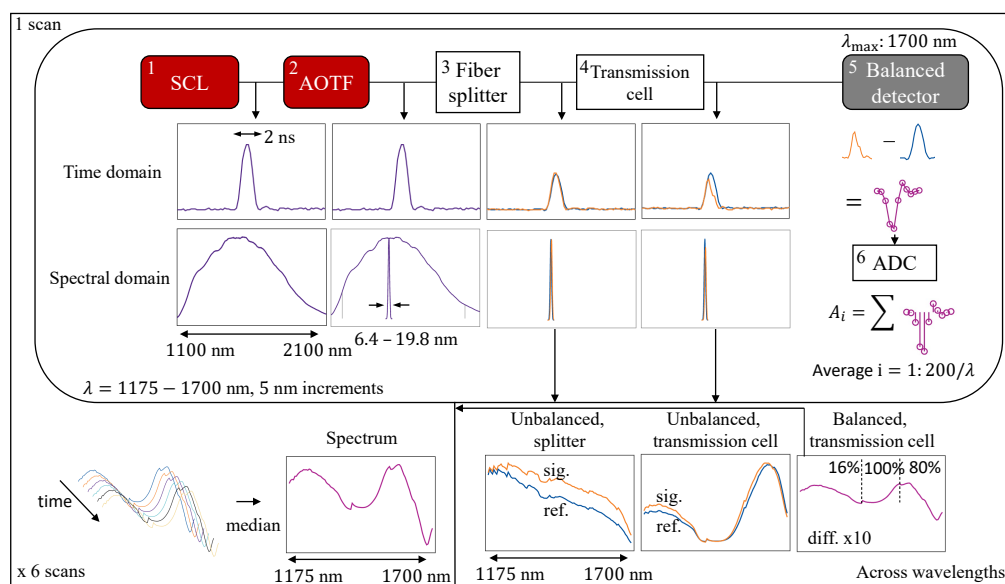 1 scan
λmax: 1700 nm
1 SCL
2 AOTF
3 Fiber
splitter
4 Transmission
cell
5 Balanced
detector
2 ns
Time domain
−
=
6 ADC
Spectral domain
6.4 – 19.8 nm
1100 nm 2100 nm
A_i = ∑
Average i = 1: 200/λ
λ = 1175 − 1700 nm, 5 nm increments
Unbalanced,
splitter
Unbalanced,
transmission cell
Balanced,
transmission cell
Spectrum
time
median
1175 nm 1700 nm
sig.
ref.
1175 nm 1700 nm
sig.
ref.
16% 100% 80%
diff. x10
x 6 scans
Across wavelengths